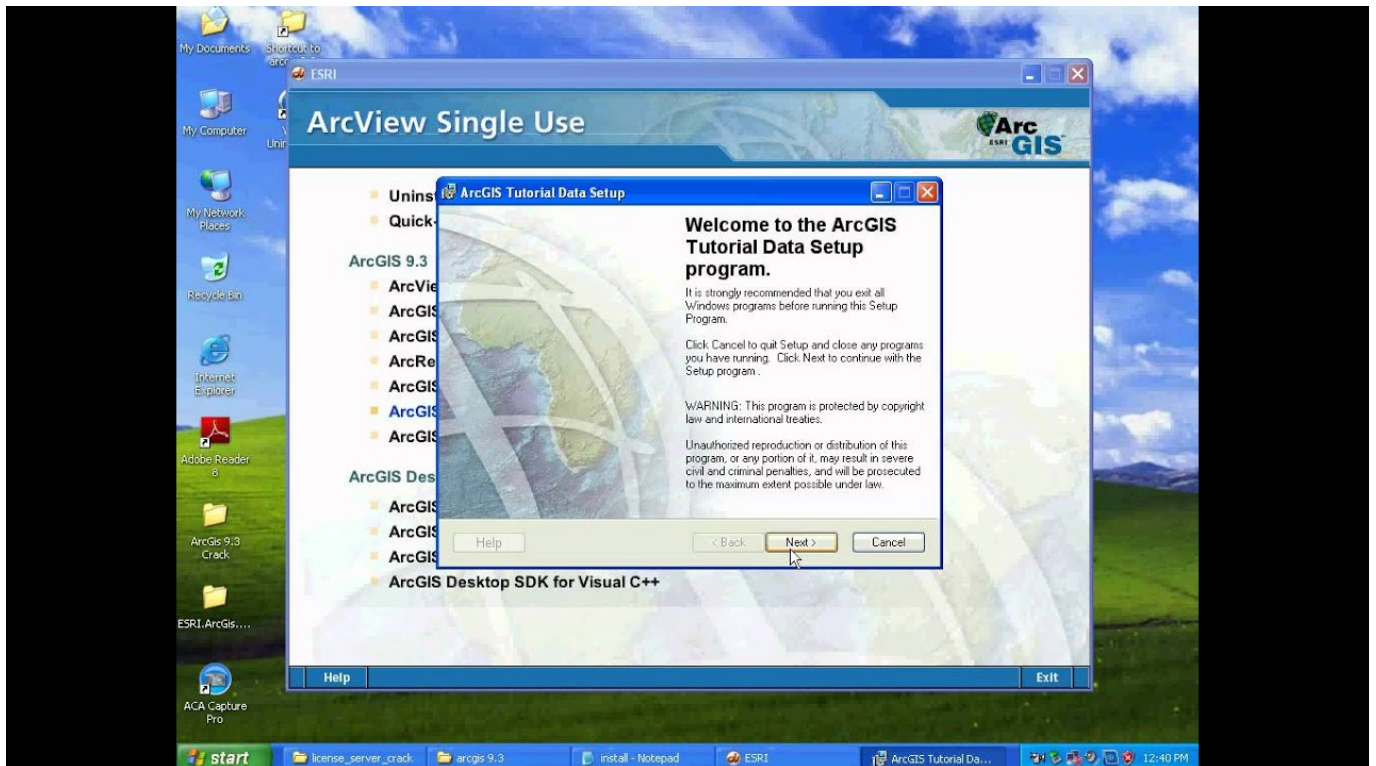 My Documents
Shortcut to
My Computer
My Network
Places
Recycle Bin
Internet
Explorer
Adobe Reader
8
ArcGis 9.3
Crack
ESRI.ArcGis....
ACA Capture
Pro
ESRI
ArcView Single Use
Arc
ESRI GIS
Quick-
ArcGIS 9.3
ArcGIS
ArcGIS
ArcGIS
ArcGIS
ArcGIS
ArcGIS Des
ArcGIS
ArcGIS
ArcGIS
ArcGIS Desktop SDK for Visual C++
Help
Exit
ArcGIS Tutorial Data Setup
Welcome to the ArcGIS
Tutorial Data Setup
program.
It is strongly recommended that you exit all
Windows programs before running this Setup
Program.
Click Cancel to quit Setup and close any programs
you have running. Click Next to continue with the
Setup program .
WARNING: This program is protected by copyright
law and international treaties.
Unauthorized reproduction or distribution of this
program, or any portion of it, may result in severe
civil and criminal penalties, and will be prosecuted
to the maximum extent possible under law.
Help
< Back
Next >
Cancel
start
license_server_crack
arcgis 9.3
install - Notepad
ESRI
ArcGIS Tutorial Da...
12:40 PM